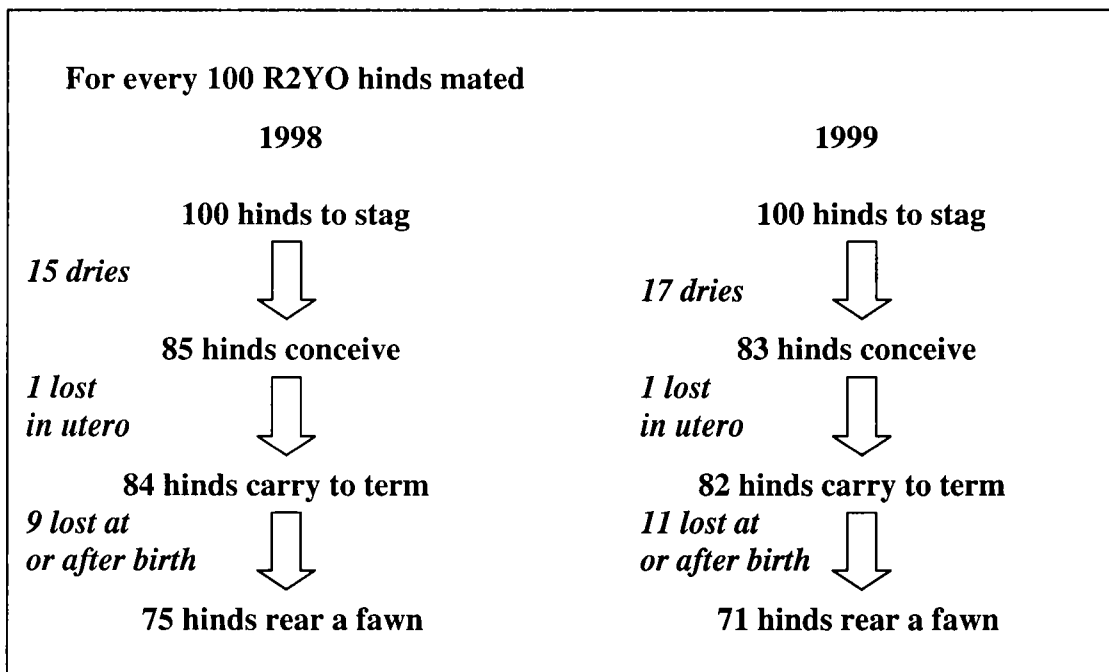 For every 100 R2YO hinds mated
1998
100 hinds to stag
15 dries
85 hinds conceive
1 lost
in utero
84 hinds carry to term
9 lost at
or after birth
75 hinds rear a fawn
1999
100 hinds to stag
17 dries
83 hinds conceive
1 lost
in utero
82 hinds carry to term
11 lost at
or after birth
71 hinds rear a fawn